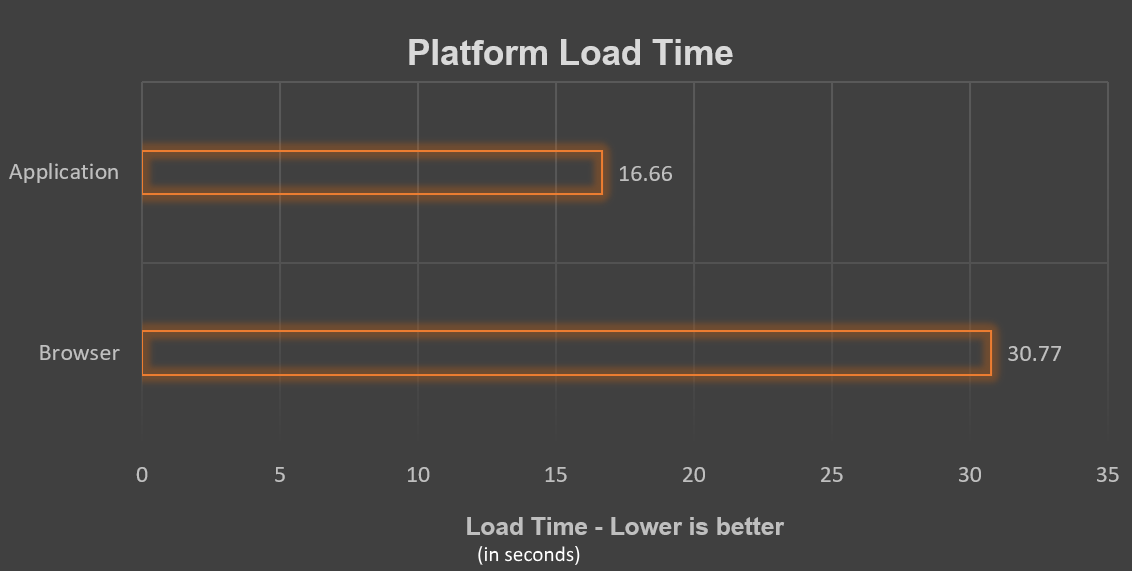 Platform Load Time
Application
16.66
Browser
30.77
0 5 10 15 20 25 30 35
Load Time - Lower is better
(in seconds)